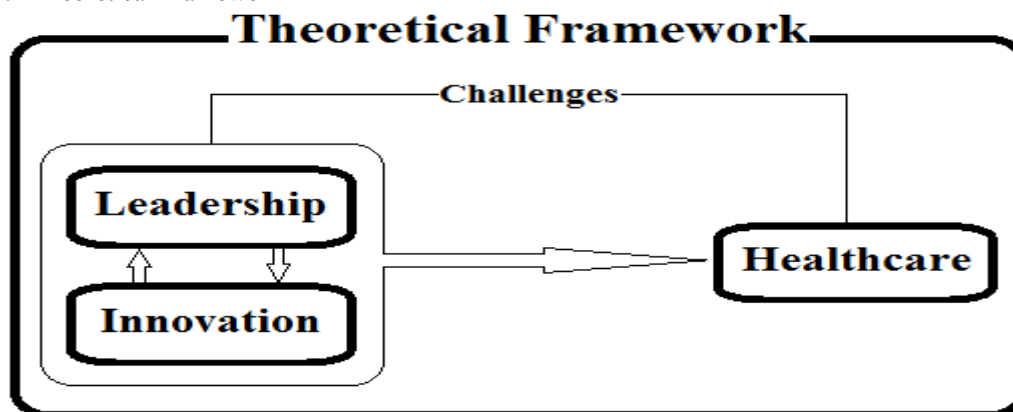 Theoretical Framework
Challenges
Leadership
Healthcare
Innovation